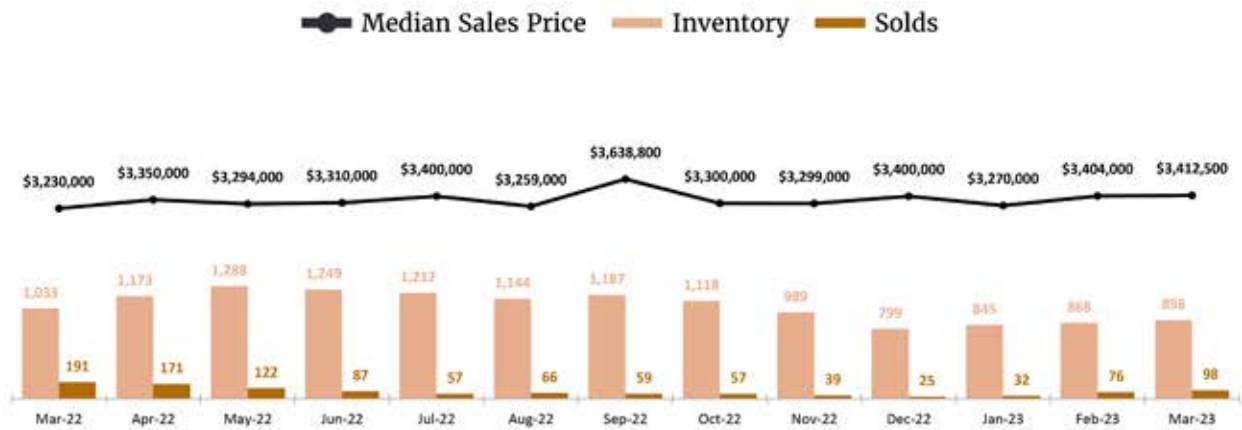 Median Sales Price Inventory Solds
$3,230,000 $3,350,000 $3,294,000 $3,310,000 $3,400,000 $3,259,000 $3,638,800 $3,300,000 $3,299,000 $3,400,000 $3,270,000 $3,404,000 $3,412,500
1,033 1,173 1,288 1,249 1,212 1,144 1,187 1,118 989 799 845 868 898
191 171 122 87 57 66 59 57 39 25 32 76 98
Mar-22 Apr-22 May-22 Jun-22 Jul-22 Aug-22 Sep-22 Oct-22 Nov-22 Dec-22 Jan-23 Feb-23 Mar-23